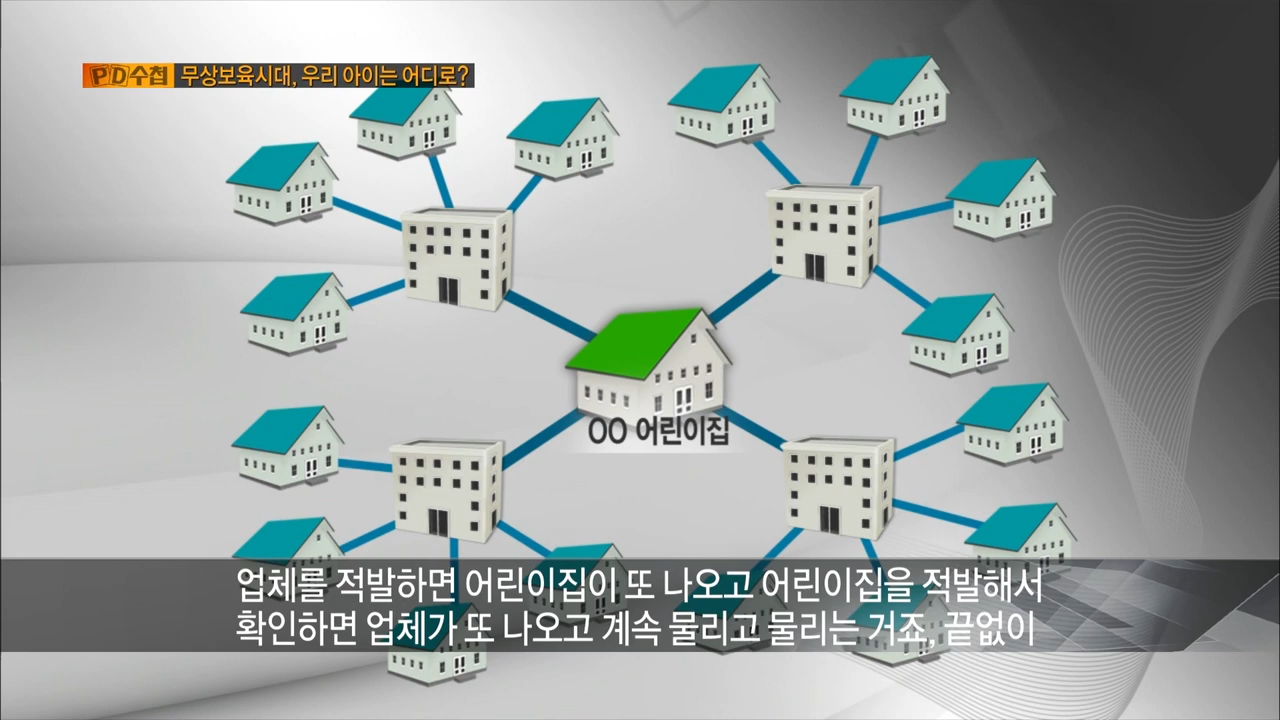 PD수첩 무상보육시대, 우리 아이는 어디로?
OO 어린이집
업체를 적발하면 어린이집이 또 나오고 어린이집을 적발해서
확인하면 업체가 또 나오고 계속 물리고 물리는 거죠, 끝없이